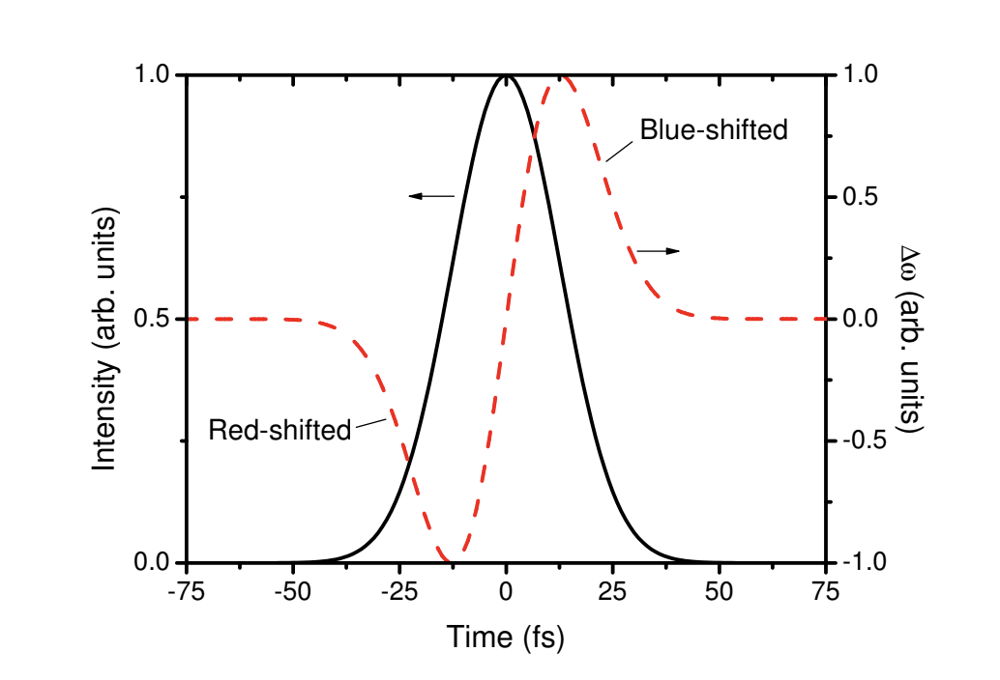 1.0
0.5
0.0
Intensity (arb. units)
1.0
0.5
0.0
-0.5
-1.0
Δω (arb. units)
Blue-shifted
Red-shifted
-75 -50 -25 0 25 50 75
Time (fs)